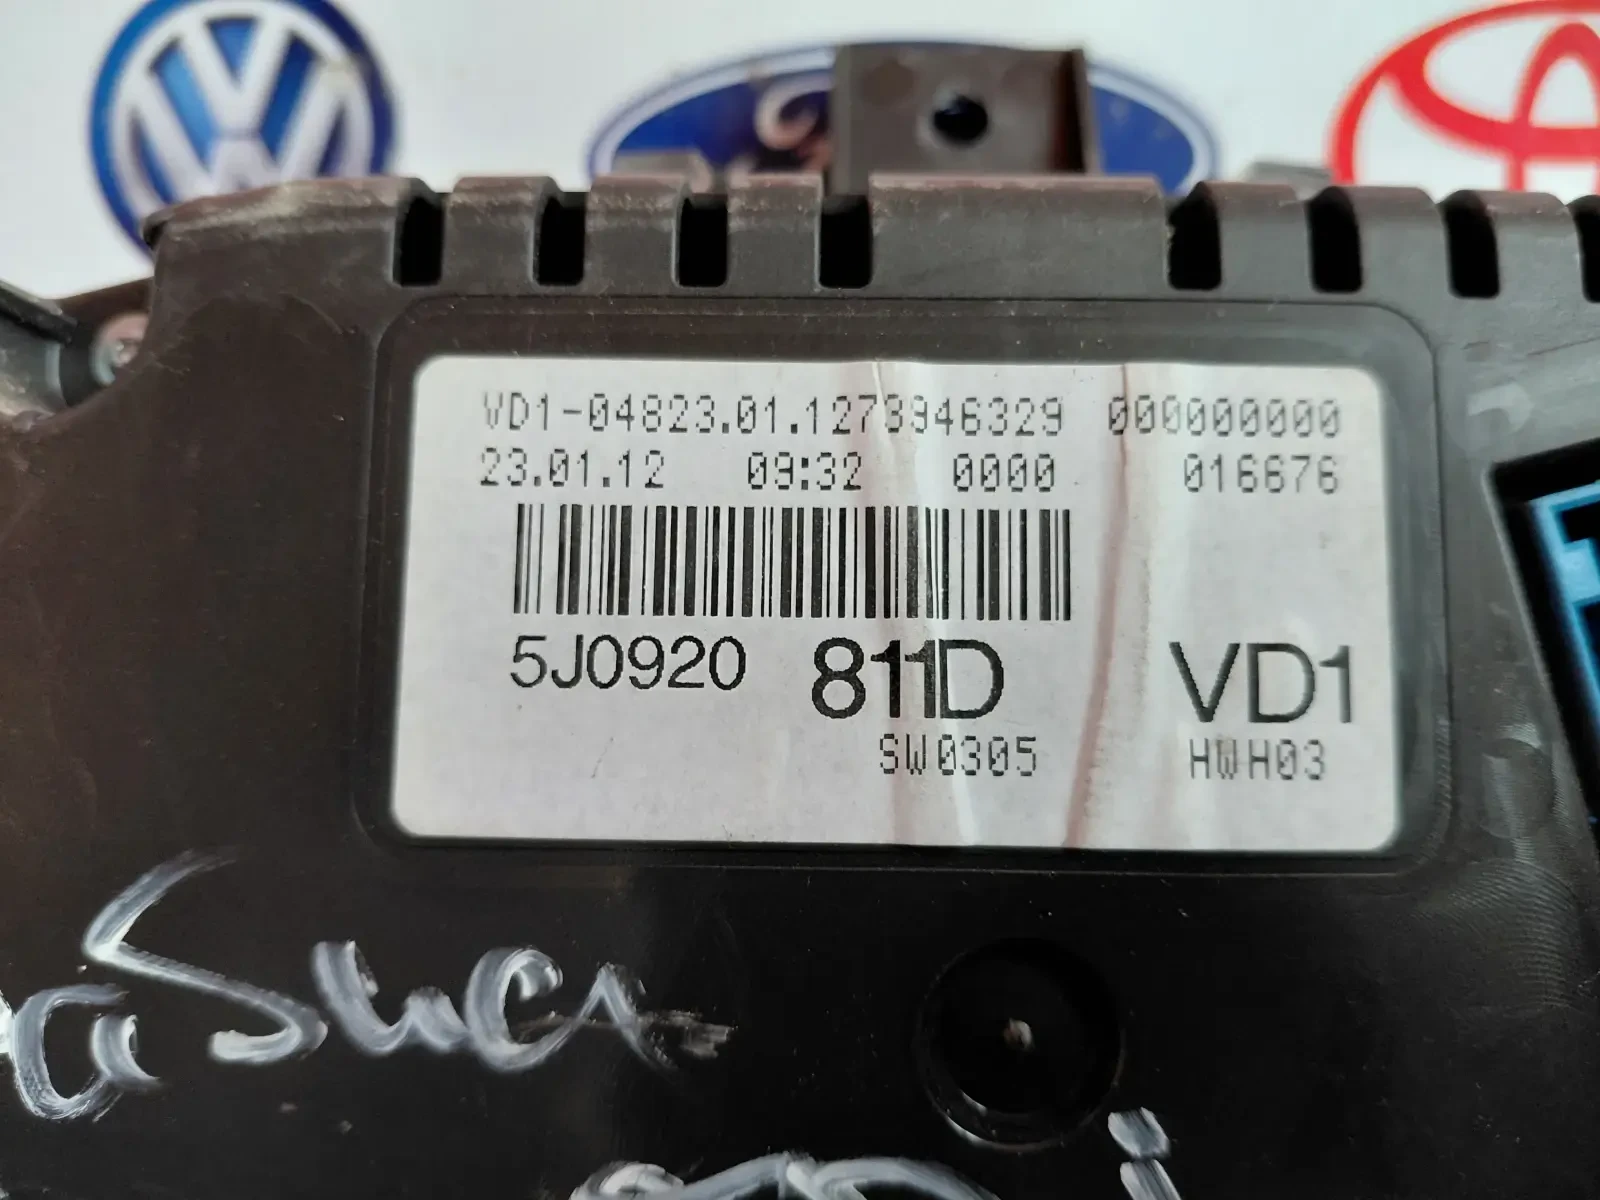 VD1-04823.01.1273946329 000000000
23.01.12 09:32 0000 016676
5J0920 811D VD1
SW0305 HWH03